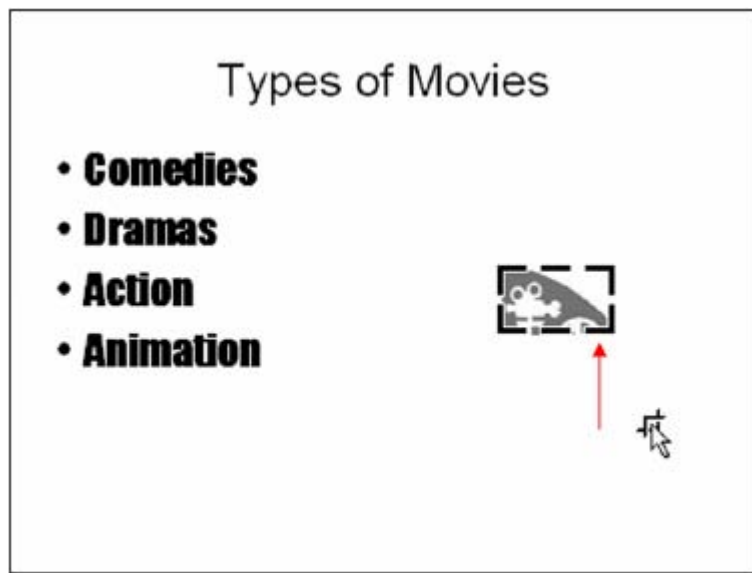 Types of Movies
• Comedies
• Dramas
• Action
• Animation